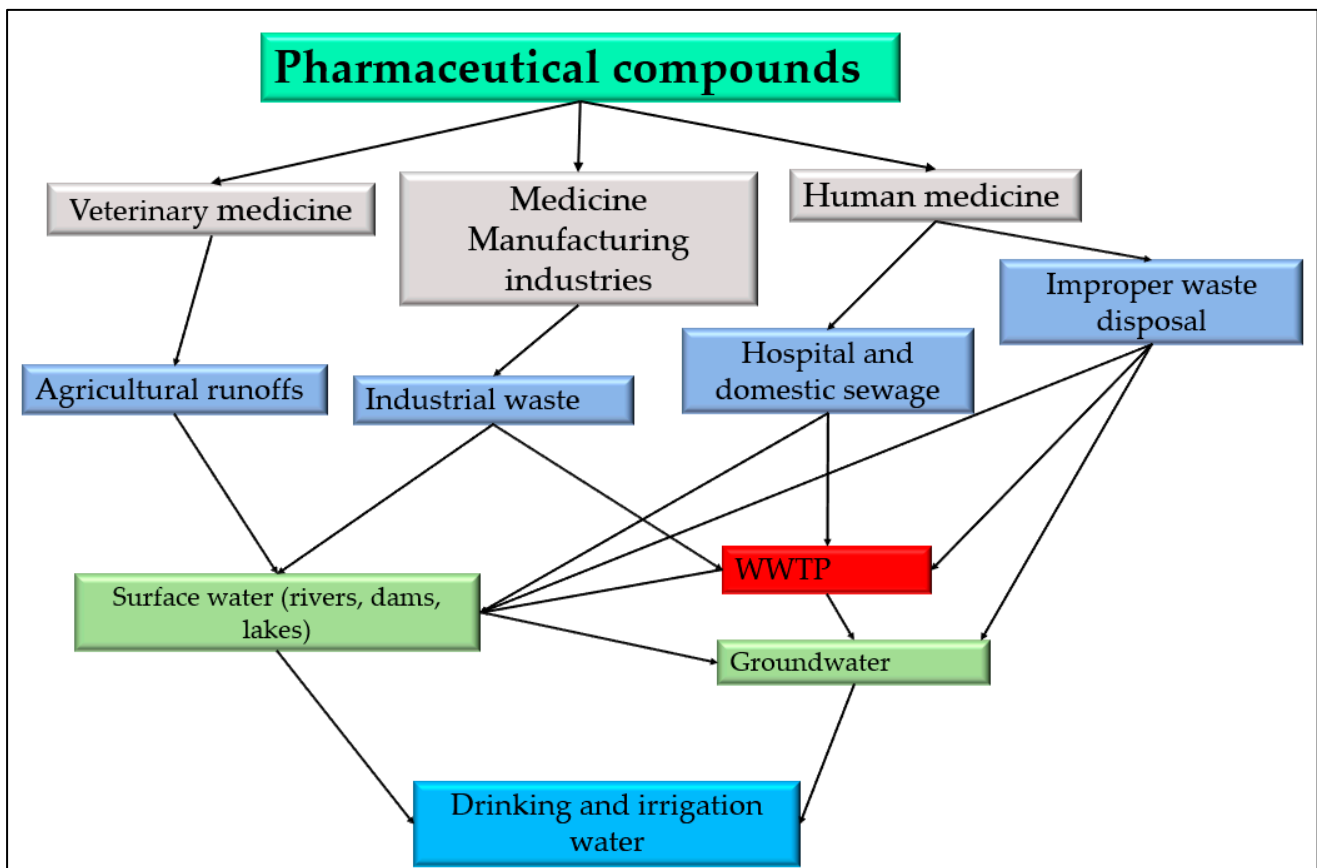 Pharmaceutical compounds
Veterinary medicine
Medicine
Manufacturing
industries
Human medicine
Improper waste
disposal
Agricultural runoffs
Industrial waste
Hospital and
domestic sewage
WWTP
Surface water (rivers, dams,
lakes)
Groundwater
Drinking and irrigation
water